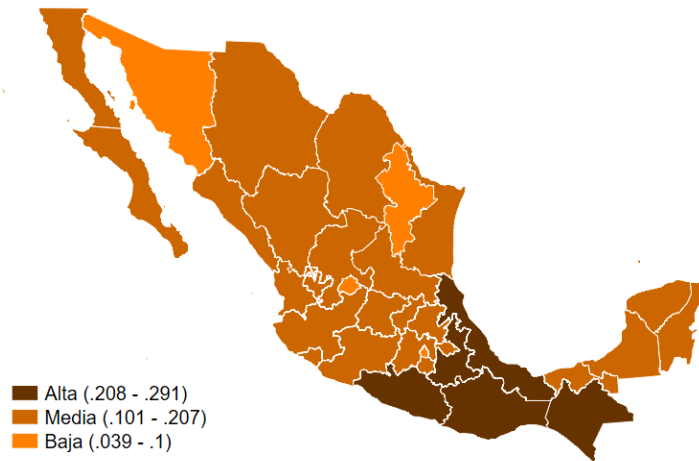 Alta (.208 - .291)
Media (.101 - .207)
Baja (.039 - .1)